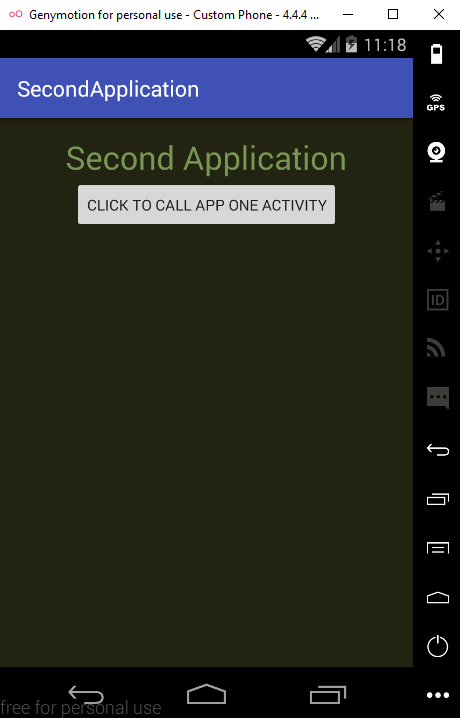 Genymotion for personal use - Custom Phone - 4.4.4 ...
11:18
GPS
SecondApplication
Second Application
CLICK TO CALL APP ONE ACTIVITY
ID
free for personal use